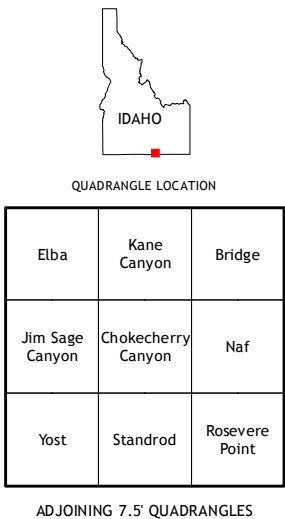 IDAHO
QUADRANGLE LOCATION
Elba
Kane
Canyon
Bridge
Jim Sage
Canyon
Chokecherry
Canyon
Naf
Yost
Standrod
Rosevere
Point
ADJOINING 7.5' QUADRANGLES